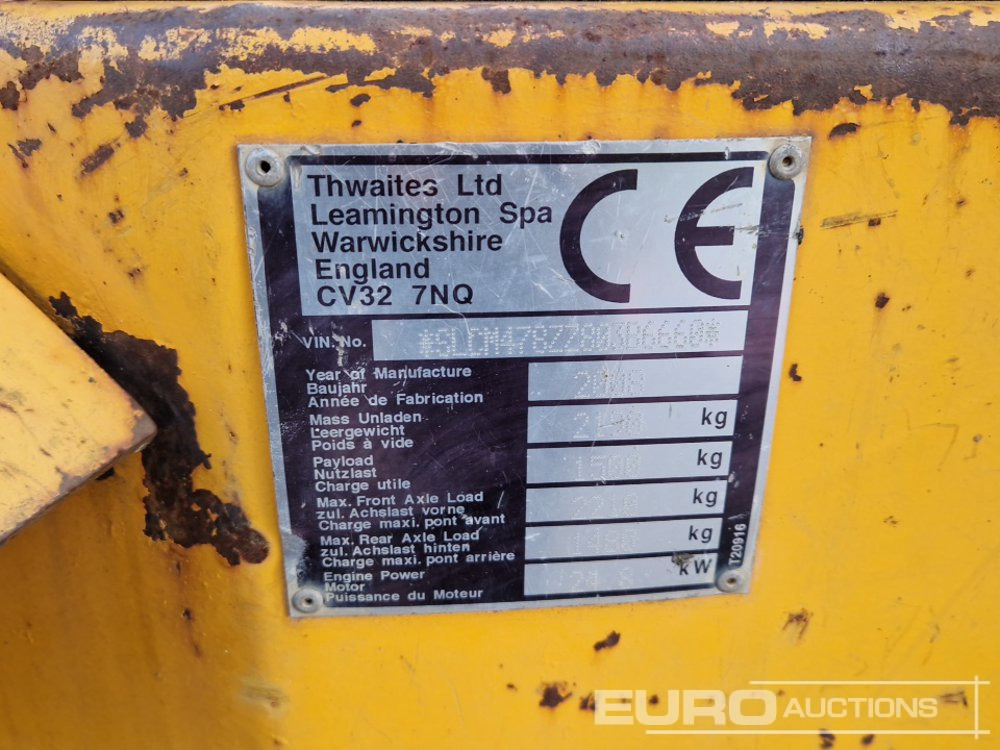 Thwaites Ltd
Leamington Spa
Warwickshire
England
CV32 7NQ
CE
VIN. No.
Year of Manufacture
Baujahr 2008
Année de Fabrication
Mass Unladen
Leergewicht 2190 kg
Poids à vide
Payload
Nutzlast 1500 kg
Charge utile
Max. Front Axle Load
zul. Achslast vorne kg
Charge maxi. pont avant
Max. Rear Axle Load
zul. Achslast hinten kg
Charge maxi. pont arrière
Engine Power
Motor kW
Puissance du Moteur
T20916
EURO AUCTIONS